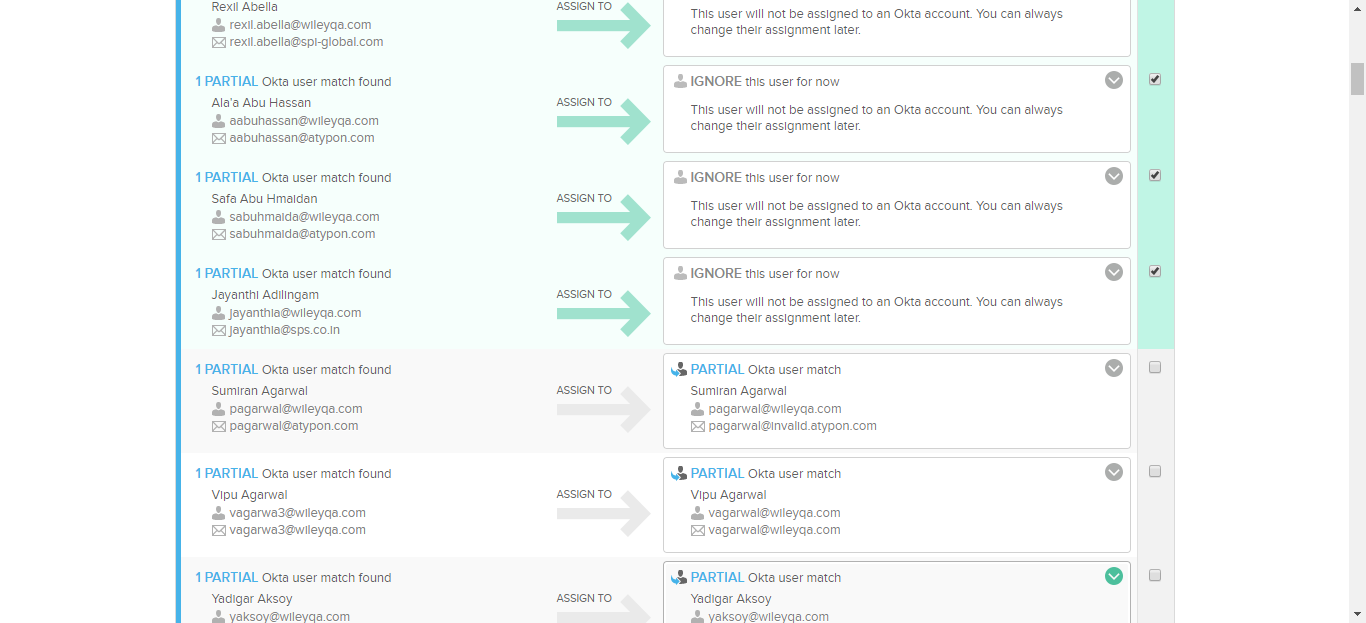 Rexil Abella
rexil.abella@wileyqa.com
rexil.abella@spi-global.com
ASSIGN TO
This user will not be assigned to an Okta account. You can always
change their assignment later.
1 PARTIAL Okta user match found
Ala'a Abu Hassan
aabuhassan@wileyqa.com
aabuhassan@atypon.com
ASSIGN TO
IGNORE this user for now
This user will not be assigned to an Okta account. You can always
change their assignment later.
1 PARTIAL Okta user match found
Safa Abu Hmaidan
sabuhmaida@wileyqa.com
sabuhmaida@atypon.com
ASSIGN TO
IGNORE this user for now
This user will not be assigned to an Okta account. You can always
change their assignment later.
1 PARTIAL Okta user match found
Jayanthi Adilingam
jayanthia@wileyqa.com
jayanthia@sps.co.in
ASSIGN TO
IGNORE this user for now
This user will not be assigned to an Okta account. You can always
change their assignment later.
1 PARTIAL Okta user match found
Sumiran Agarwal
pagarwal@wileyqa.com
pagarwal@atypon.com
ASSIGN TO
PARTIAL Okta user match
Sumiran Agarwal
pagarwal@wileyqa.com
pagarwal@invalid.atypon.com
1 PARTIAL Okta user match found
Vipu Agarwal
vagarwa3@wileyqa.com
vagarwa3@wileyqa.com
ASSIGN TO
PARTIAL Okta user match
Vipu Agarwal
vagarwal@wileyqa.com
vagarwal@wileyqa.com
1 PARTIAL Okta user match found
Yadigar Aksoy
yaksoy@wileyqa.com
ASSIGN TO
PARTIAL Okta user match
Yadigar Aksoy
yaksoy@wileyqa.com